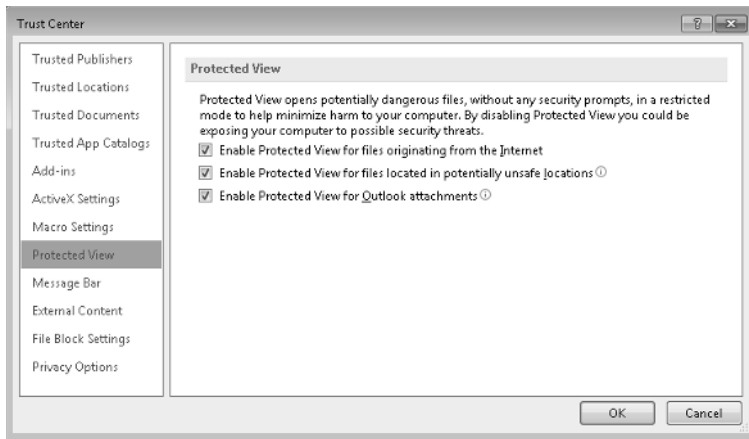 Trust Center
Trusted Publishers
Trusted Locations
Trusted Documents
Trusted App Catalogs
Add-ins
ActiveX Settings
Macro Settings
Protected View
Message Bar
External Content
File Block Settings
Privacy Options
Protected View
Protected View opens potentially dangerous files, without any security prompts, in a restricted
mode to help minimize harm to your computer. By disabling Protected View you could be
exposing your computer to possible security threats.
Enable Protected View for files originating from the Internet
Enable Protected View for files located in potentially unsafe locations
Enable Protected View for Outlook attachments
OK
Cancel